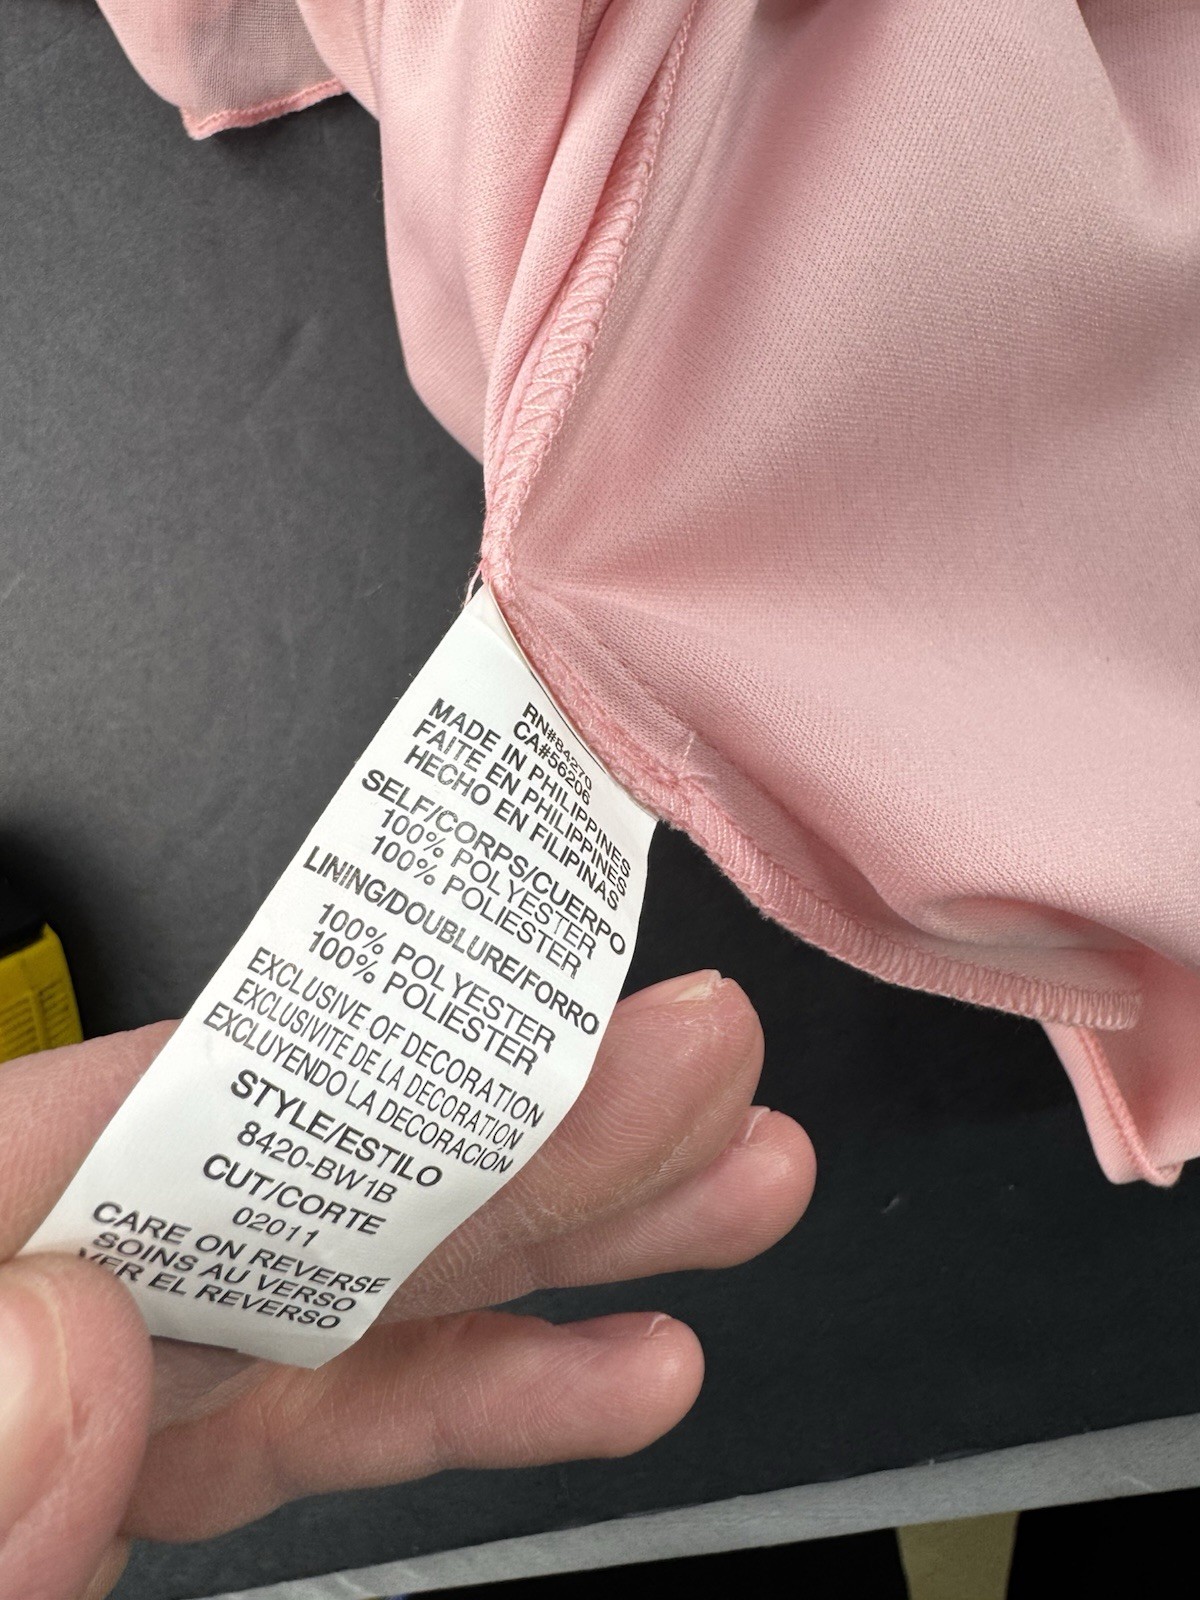 RN#84270
CA#56206
MADE IN PHILIPPINES
FAITE EN PHILIPPINES
HECHO EN FILIPINAS
SELF/CORPS/CUERPO
100% POLYESTER
100% POLIESTER
LINING/DOUBLURE/FORRO
100% POLYESTER
100% POLIESTER
EXCLUSIVE OF DECORATION
EXCLUSIVITE DE LA DECORATION
EXCLUYENDO LA DECORACIÓN
STYLE/ESTILO
8420-BW1B
CUT/CORTE
02011
CARE ON REVERSE
SOINS AU VERSO
VER EL REVERSO